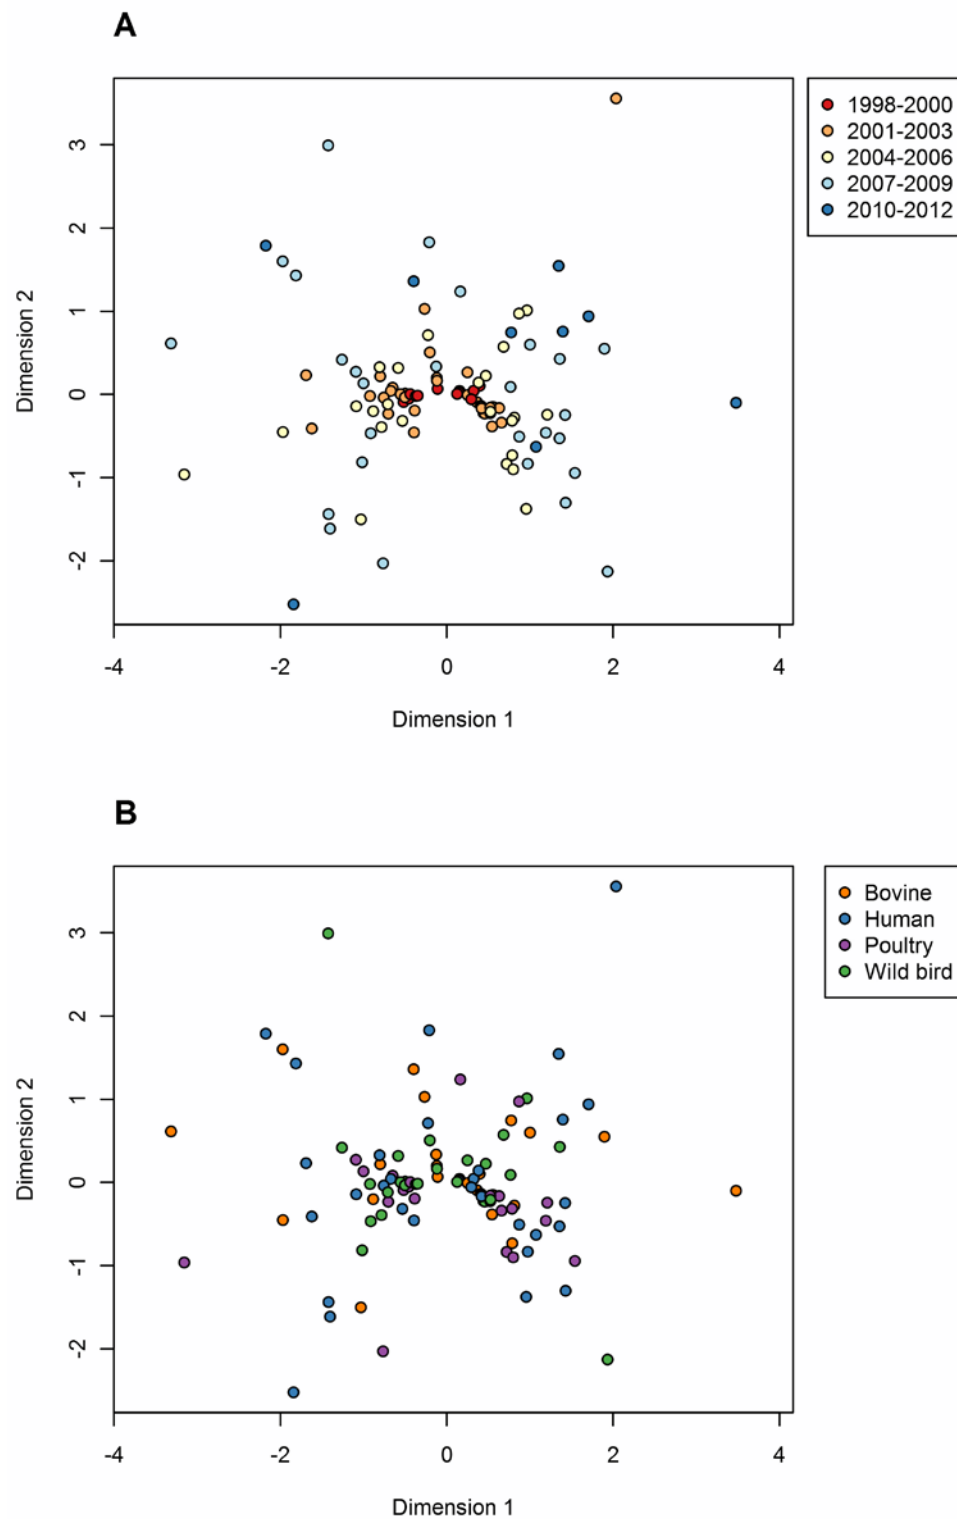 A
1998-2000
2001-2003
2004-2006
2007-2009
2010-2012
3
2
1
0
-1
-2
Dimension 2
-4 -2 0 2 4
Dimension 1
B
Bovine
Human
Poultry
Wild bird
3
2
1
0
-1
-2
Dimension 2
-4 -2 0 2 4
Dimension 1